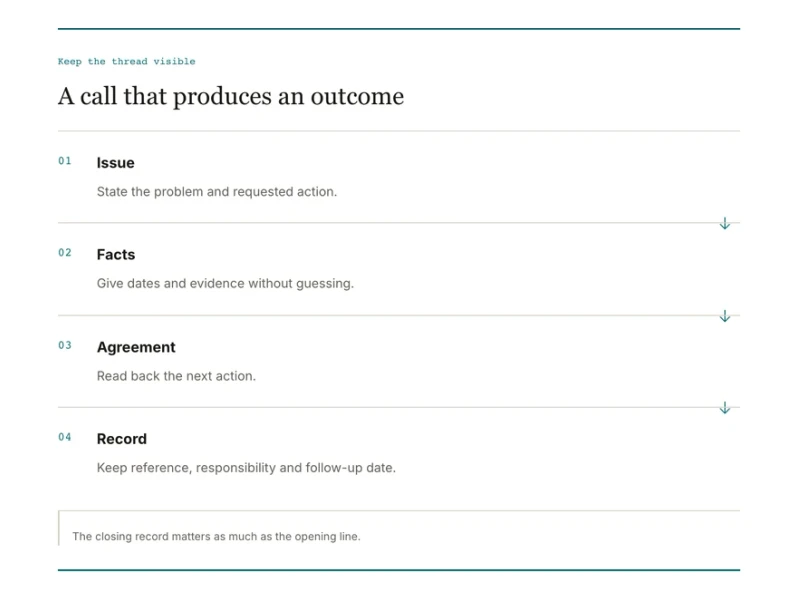 Keep the thread visible
A call that produces an outcome
01 Issue
State the problem and requested action.
02 Facts
Give dates and evidence without guessing.
03 Agreement
Read back the next action.
04 Record
Keep reference, responsibility and follow-up date.
The closing record matters as much as the opening line.